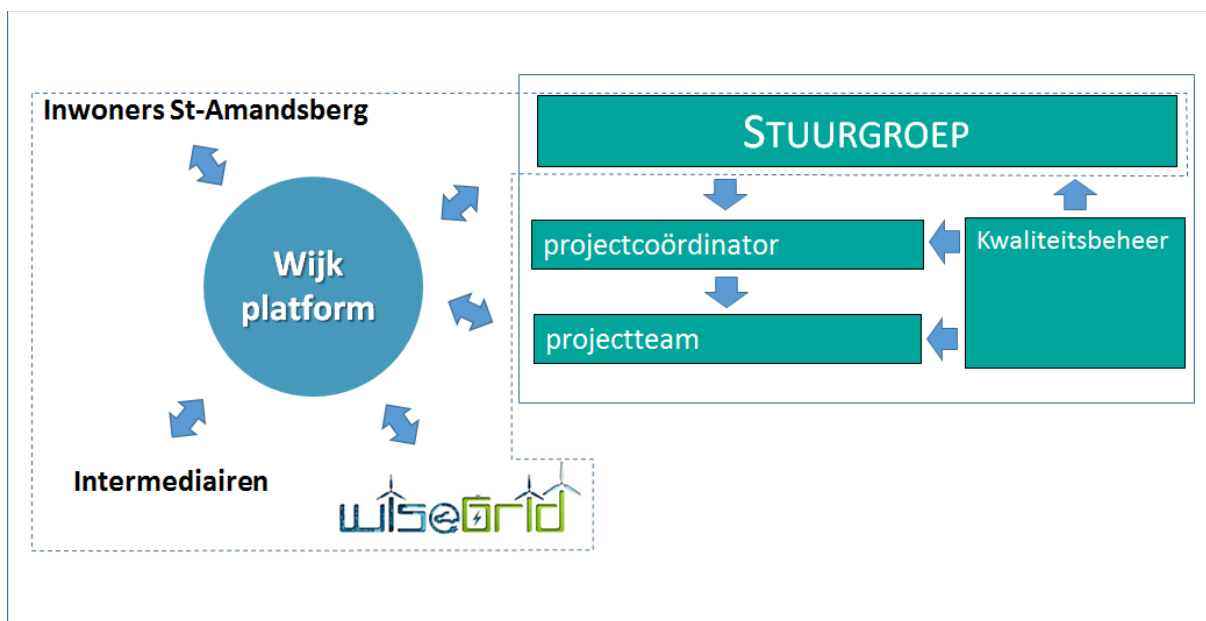 Inwoners St-Amandsberg
STUURGROEP
projectcoördinator
Kwaliteitsbeheer
Wijk
platform
projectteam
Intermediairen
wiseGrid